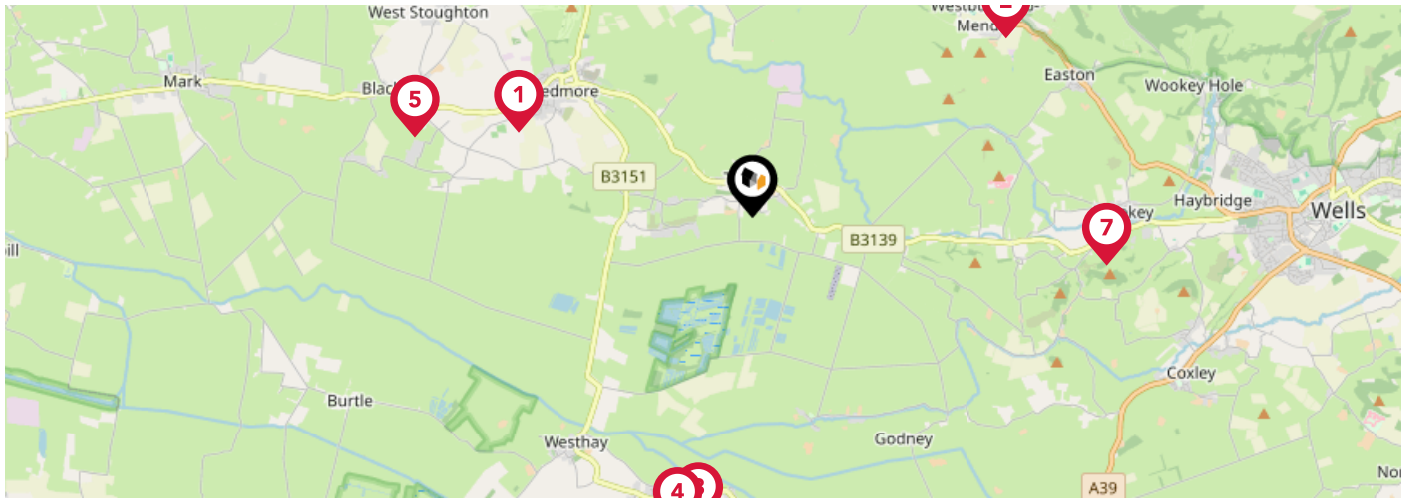 West Stoughton
Mendip
Easton
Mark
Wookey Hole
5
1
B3151
Haybridge
Wells
7
B3139
Coxley
Burtle
Godney
Westhay
4
A39